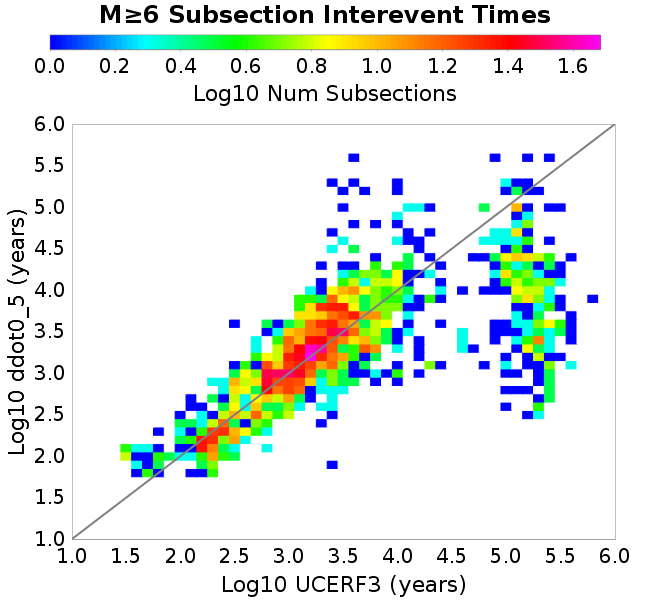 M≥6 Subsection Interevent Times
0.0 0.2 0.4 0.6 0.8 1.0 1.2 1.4 1.6
Log10 Num Subsections
6.0
5.5
5.0
4.5
4.0
3.5
3.0
2.5
2.0
1.5
1.0
Log10 ddot0_5 (years)
1.0 1.5 2.0 2.5 3.0 3.5 4.0 4.5 5.0 5.5 6.0
Log10 UCERF3 (years)